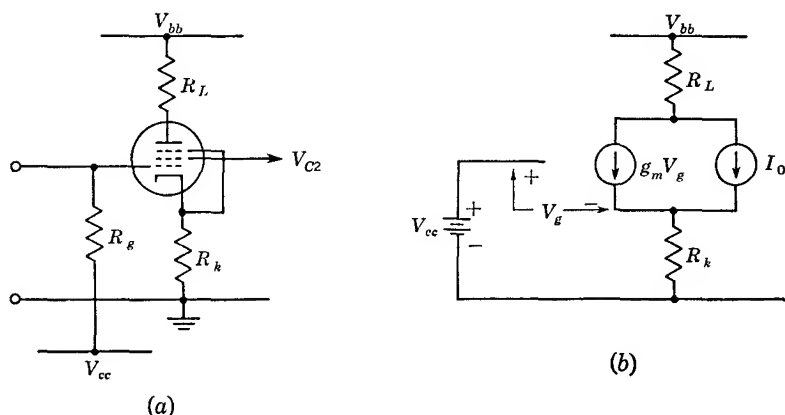 V_bb
R_L
V_C2
R_g
R_k
V_cc
(a)
V_bb
R_L
g_m V_g
I_0
+
V_g
−
V_cc
+
−
R_k
(b)